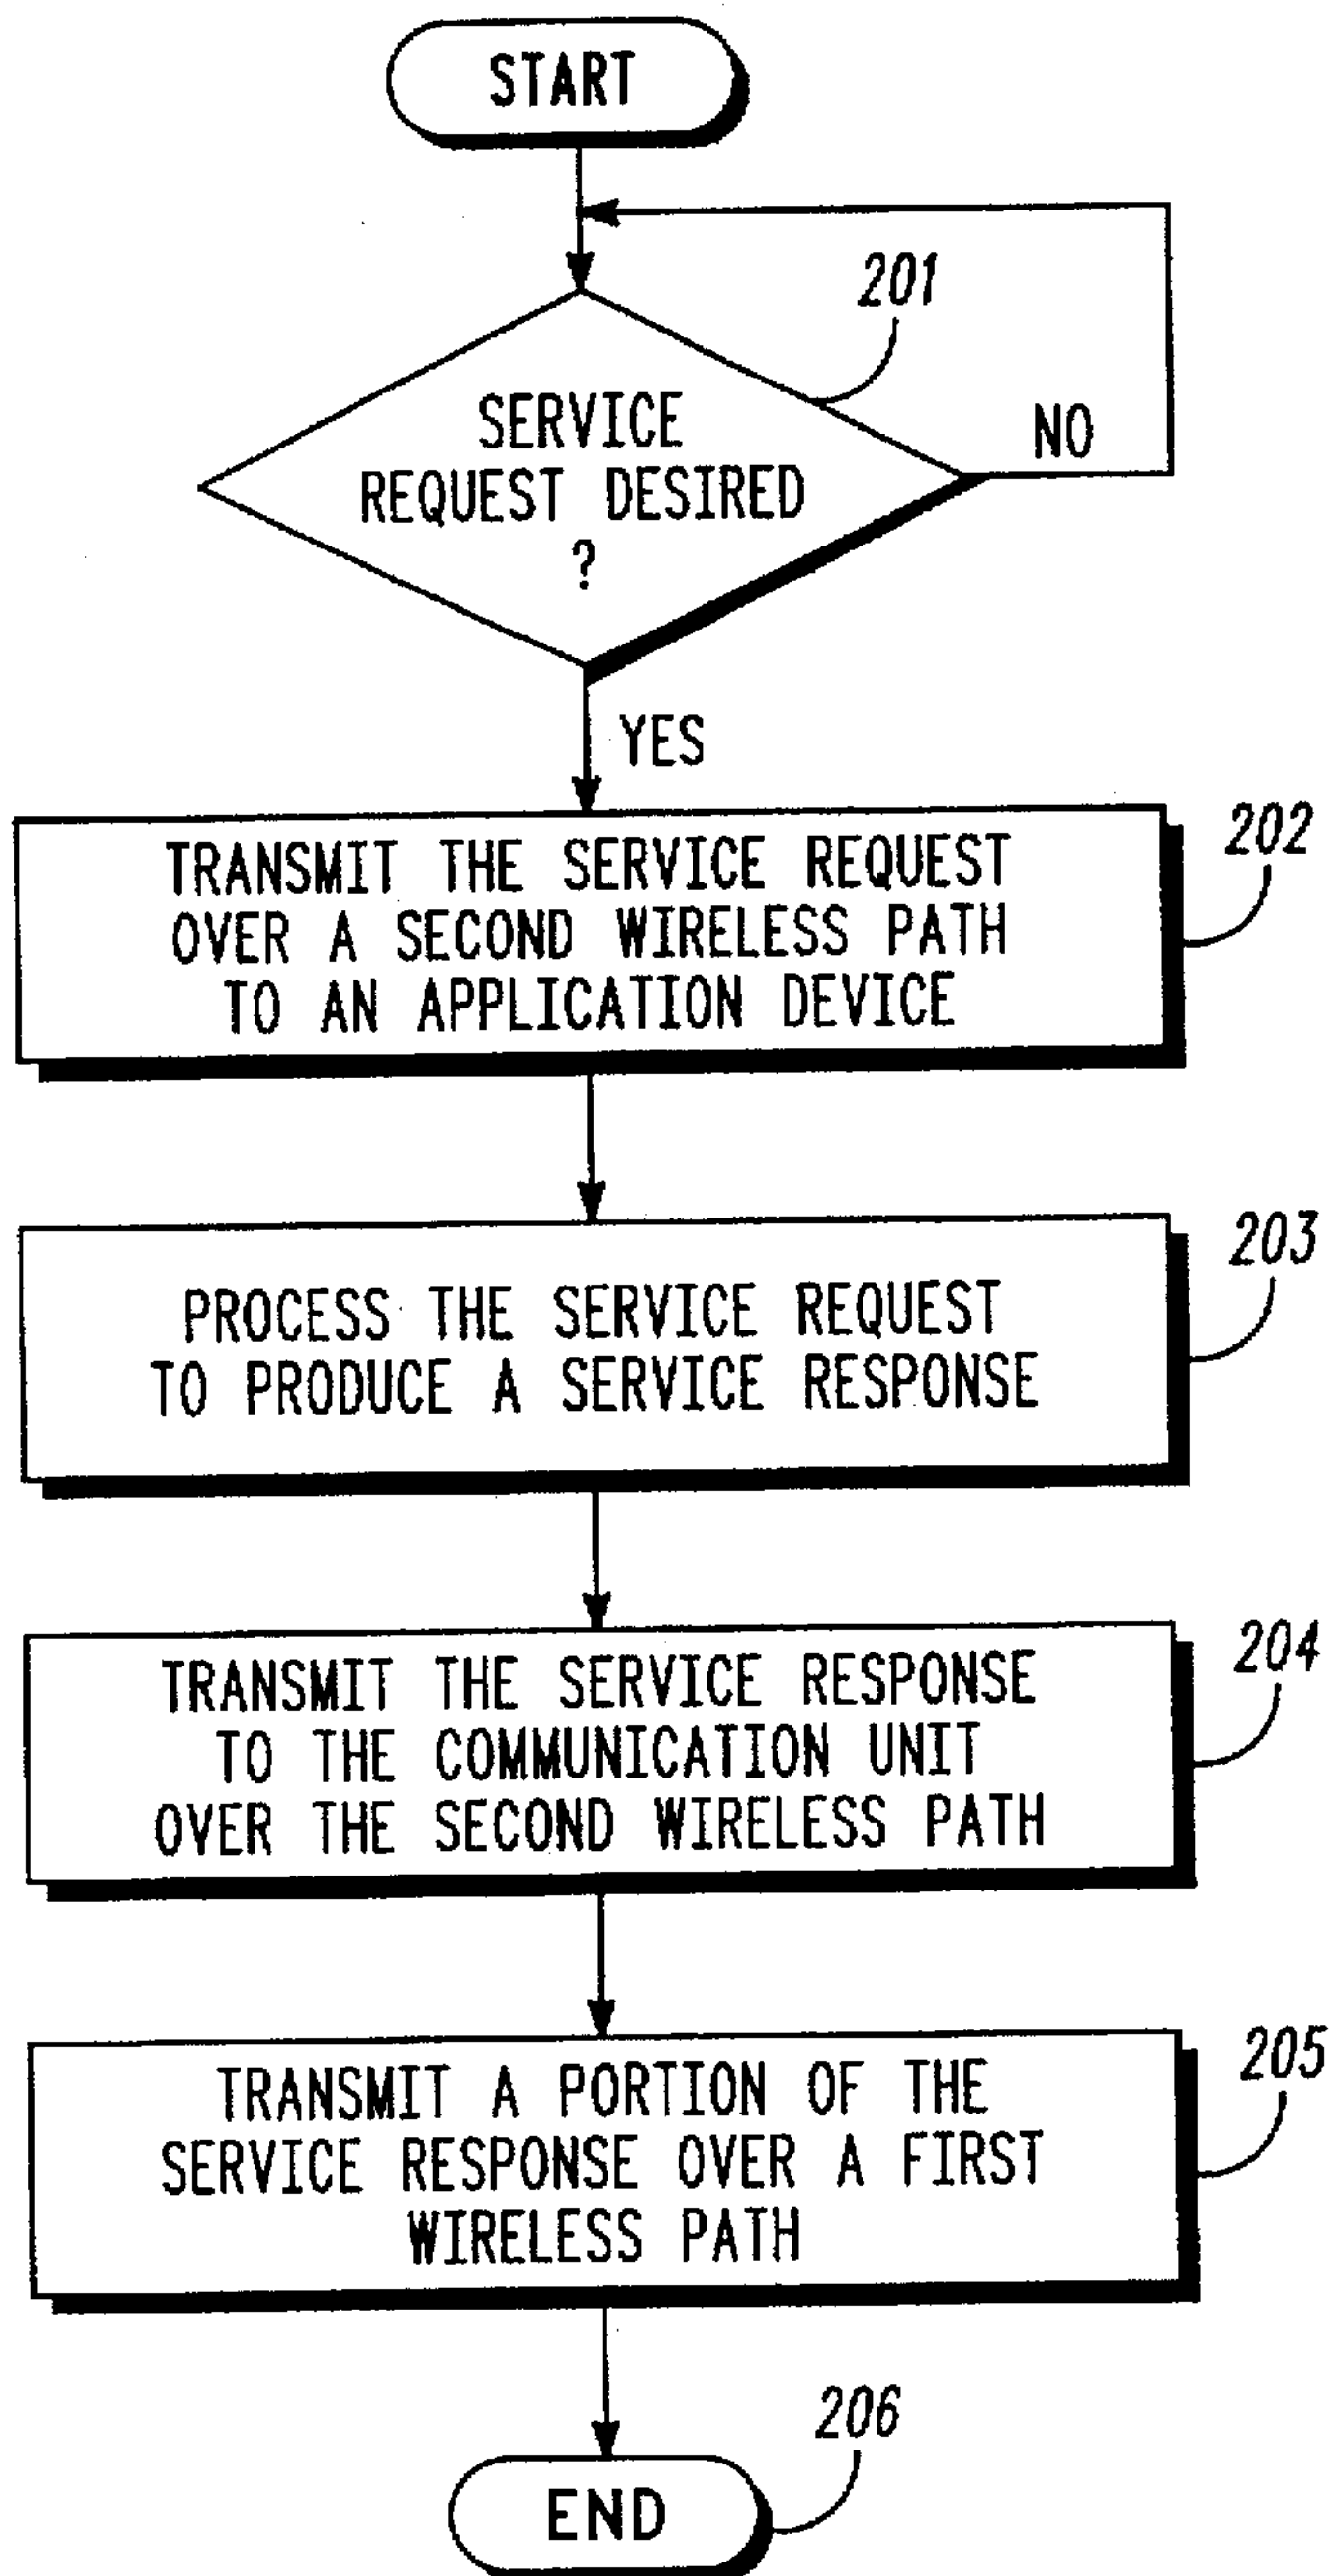 START
201
SERVICE
REQUEST DESIRED
?
NO
YES
202
TRANSMIT THE SERVICE REQUEST
OVER A SECOND WIRELESS PATH
TO AN APPLICATION DEVICE
203
PROCESS THE SERVICE REQUEST
TO PRODUCE A SERVICE RESPONSE
204
TRANSMIT THE SERVICE RESPONSE
TO THE COMMUNICATION UNIT
OVER THE SECOND WIRELESS PATH
205
TRANSMIT A PORTION OF THE
SERVICE RESPONSE OVER A FIRST
WIRELESS PATH
206
END